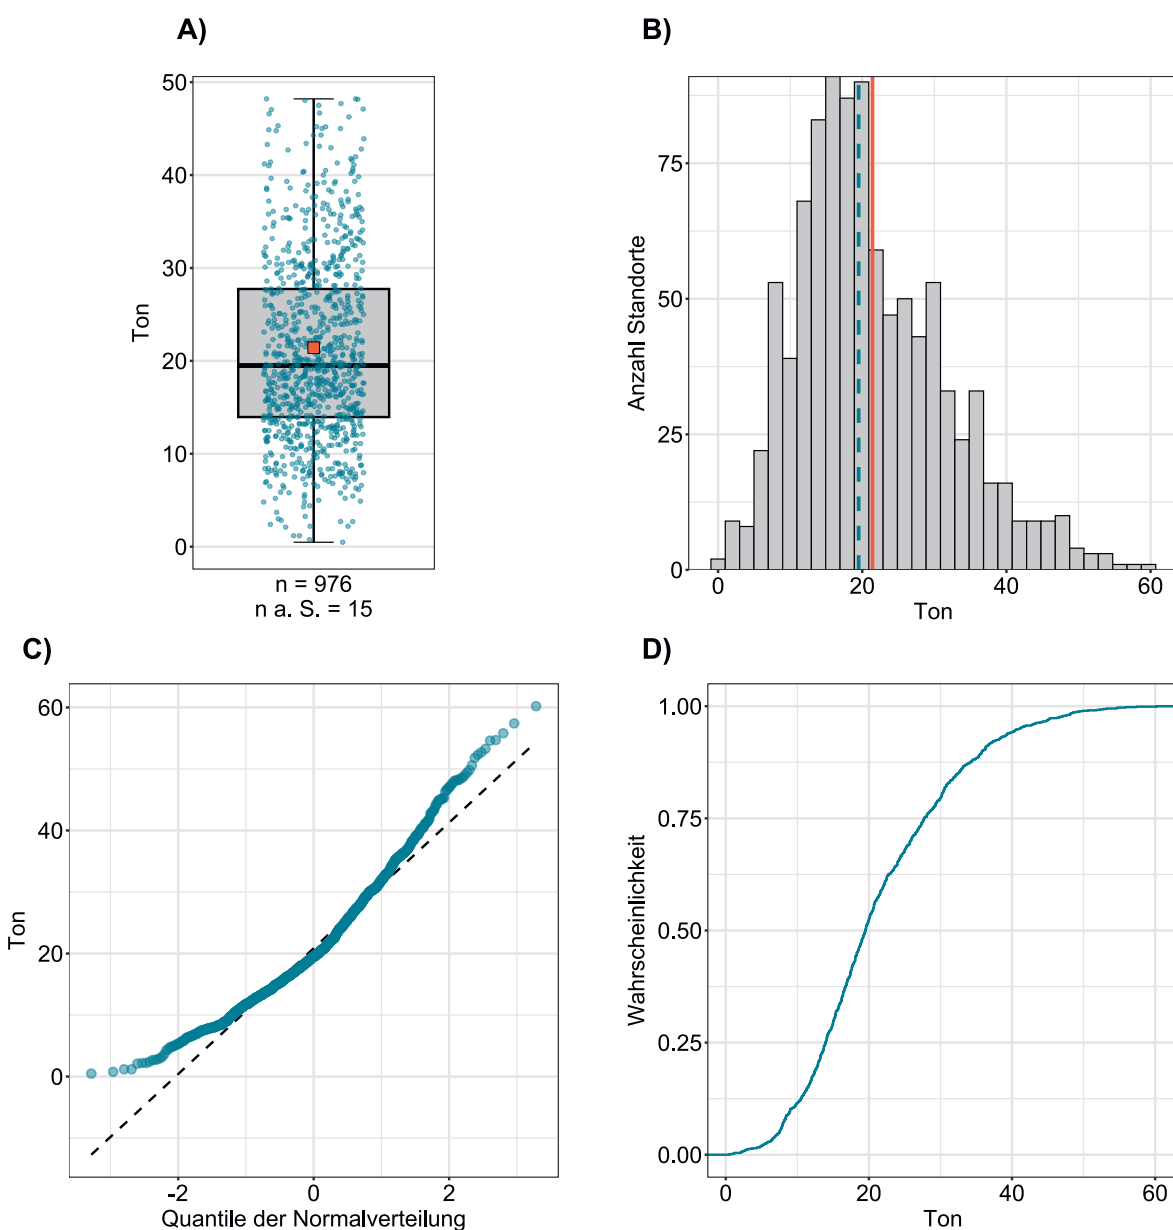 A)
Ton
50
40
30
20
10
0
n = 976
n a. S. = 15
B)
Anzahl Standorte
75
50
25
0
0 20 40 60
Ton
C)
Ton
60
40
20
0
-2 0 2
Quantile der Normalverteilung
D)
Wahrscheinlichkeit
1.00
0.75
0.50
0.25
0.00
0 20 40 60
Ton